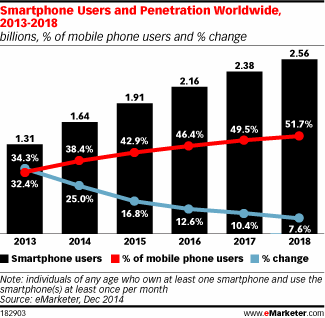 Smartphone Users and Penetration Worldwide,
2013-2018
billions, % of mobile phone users and % change
1.31
1.64
1.91
2.16
2.38
2.56
34.3%
38.4%
42.9%
46.4%
49.5%
51.7%
32.4%
25.0%
16.8%
12.6%
10.4%
7.6%
2013 2014 2015 2016 2017 2018
Smartphone users % of mobile phone users % change
Note: individuals of any age who own at least one smartphone and use the
smartphone(s) at least once per month
Source: eMarketer, Dec 2014
182903 www.eMarketer.com